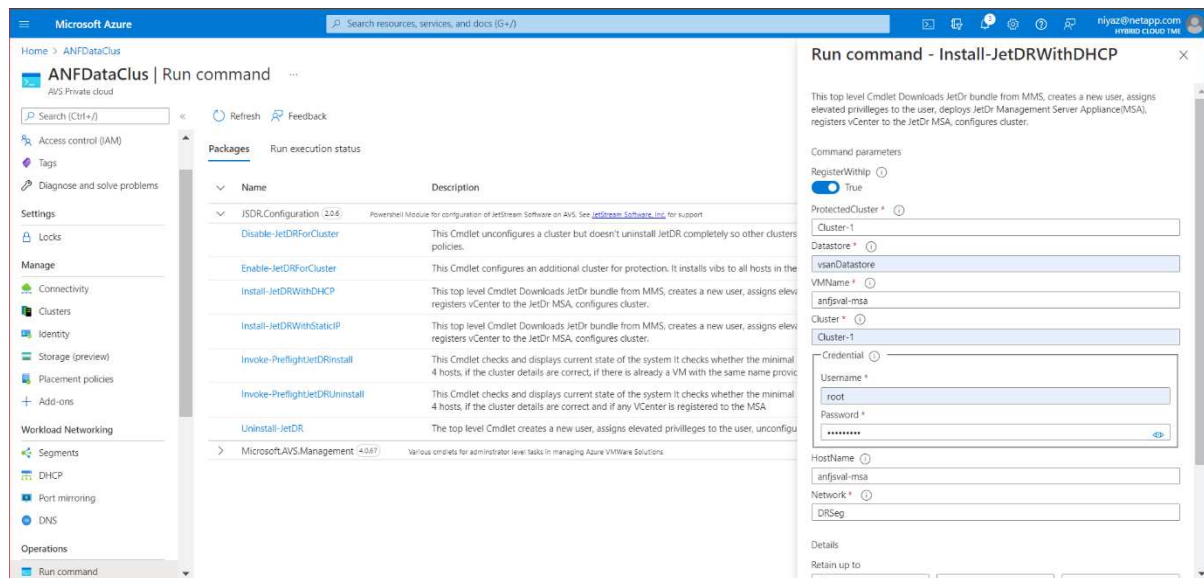 Microsoft Azure
Search resources, services, and docs (G+/)
3
niyaz@netapp.com
HYBRID CLOUD TME
Home > ANFDataClus
ANFDataClus | Run command ...
AVS Private cloud
Search (Ctrl+/)
«
Access control (IAM)
Tags
Diagnose and solve problems
Settings
Locks
Manage
Connectivity
Clusters
Identity
Storage (preview)
Placement policies
Add-ons
Workload Networking
Segments
DHCP
Port mirroring
DNS
Operations
Run command
Refresh
Feedback
Packages
Run execution status
Name
Description
JSDR.Configuration 2.0.6
Powershell Module for configuration of JetStream Software on AVS. See JetStream Software, Inc. for support
Disable-JetDRForCluster
This Cmdlet unconfigures a cluster but doesn't uninstall JetDR completely so other clusters
policies.
Enable-JetDRForCluster
This Cmdlet configures an additional cluster for protection. It installs vibs to all hosts in the
Install-JetDRWithDHCP
This top level Cmdlet Downloads JetDr bundle from MMS, creates a new user, assigns eleva
registers vCenter to the JetDr MSA, configures cluster.
Install-JetDRWithStaticIP
This top level Cmdlet Downloads JetDr bundle from MMS, creates a new user, assigns eleva
registers vCenter to the JetDr MSA, configures cluster.
Invoke-PreflightJetDRInstall
This Cmdlet checks and displays current state of the system It checks whether the minimal
4 hosts, if the cluster details are correct, if there is already a VM with the same name provic
Invoke-PreflightJetDRUninstall
This Cmdlet checks and displays current state of the system It checks whether the minimal
4 hosts, if the cluster details are correct and if any VCenter is registered to the MSA
Uninstall-JetDR
The top level Cmdlet creates a new user, assigns elevated privilleges to the user, unconfigu
Microsoft.AVS.Management 4.0.67
Various cmdlets for adminstrator level tasks in managing Azure VMWare Solutions
Run command - Install-JetDRWithDHCP
This top level Cmdlet Downloads JetDr bundle from MMS, creates a new user, assigns
elevated privilleges to the user, deploys JetDr Management Server Appliance(MSA),
registers vCenter to the JetDr MSA, configures cluster.
Command parameters
RegisterWithIp
True
ProtectedCluster *
Cluster-1
Datastore *
vsanDatastore
VMName *
anfjsval-msa
Cluster *
Cluster-1
Credential
Username *
root
Password *
•••••••••
HostName
anfjsval-msa
Network *
DRSeg
Details
Retain up to